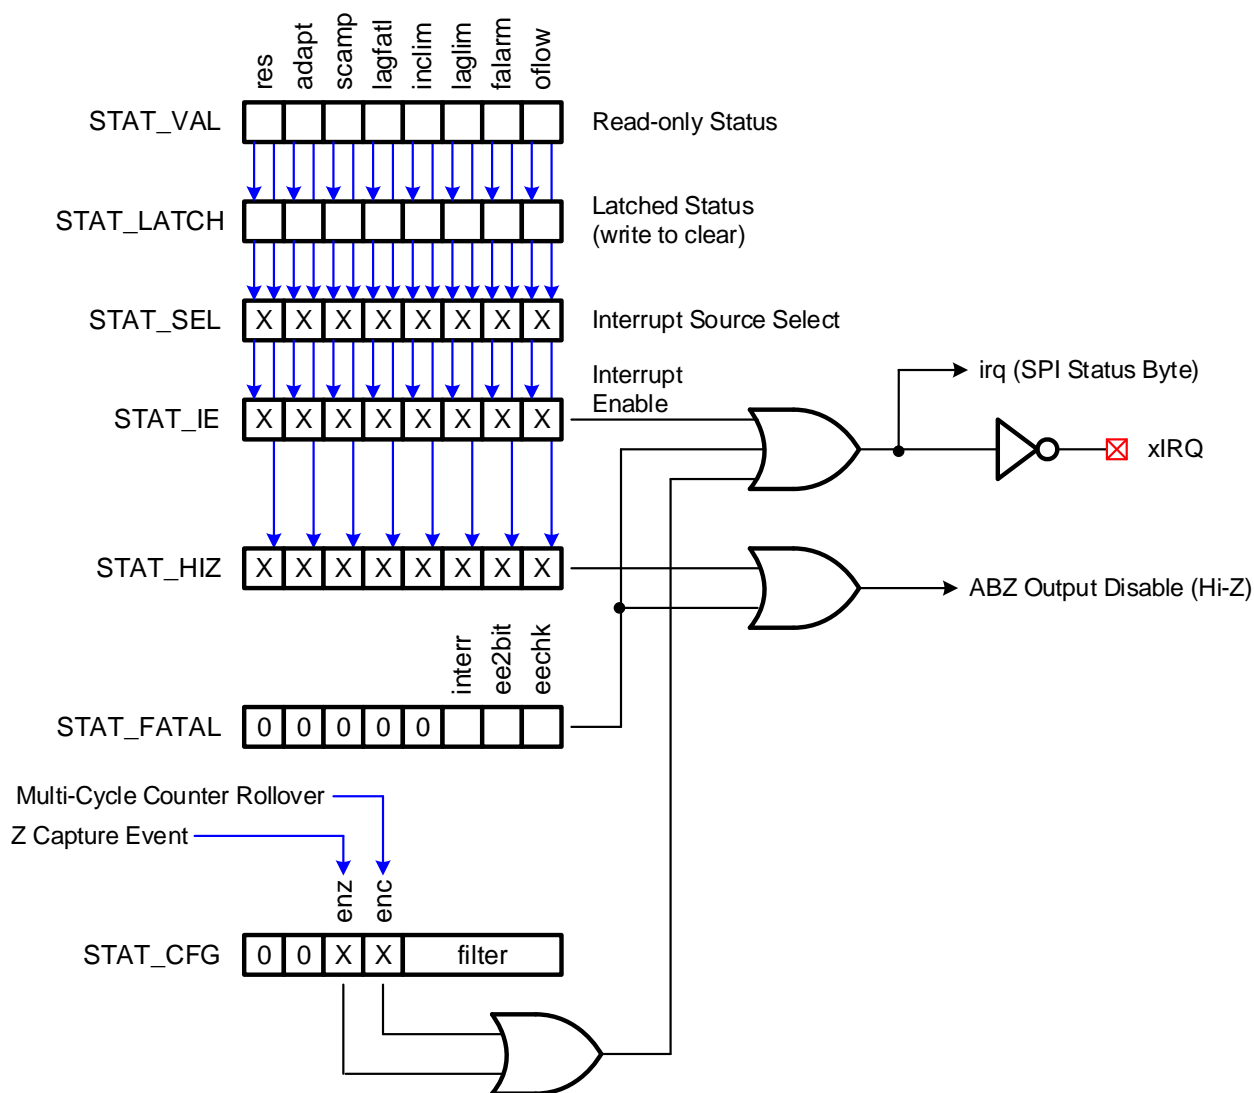 res adapt scamp lagfatl inclim laglim falarm oflow
STAT_VAL
Read-only Status
STAT_LATCH
Latched Status
(write to clear)
STAT_SEL X X X X X X X X Interrupt Source Select
Interrupt
Enable
STAT_IE X X X X X X X X
irq (SPI Status Byte)
xIRQ
STAT_HIZ X X X X X X X X
ABZ Output Disable (Hi-Z)
interr ee2bit eechk
STAT_FATAL 0 0 0 0 0
Multi-Cycle Counter Rollover
Z Capture Event
enz enc
STAT_CFG 0 0 X X filter